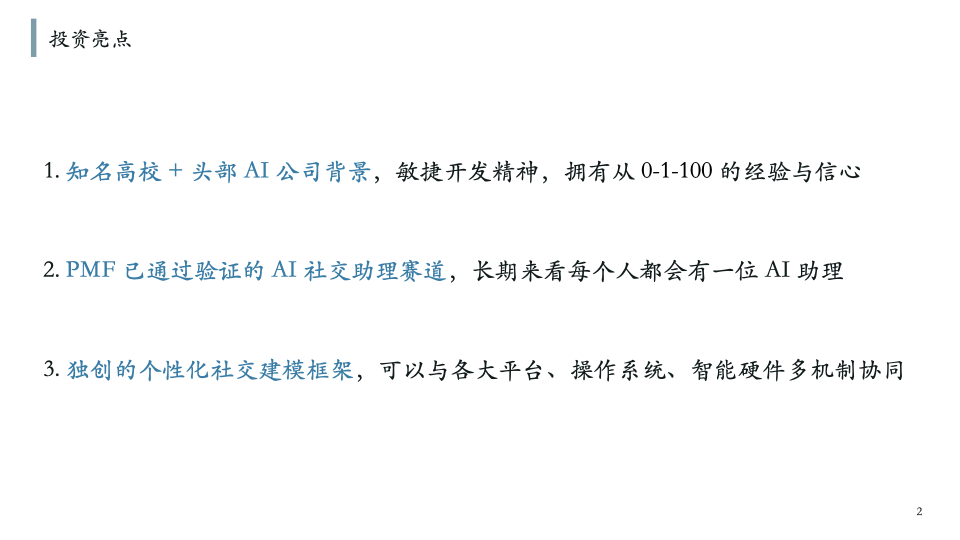 投资亮点
1. 知名高校 + 头部 AI 公司背景，敏捷开发精神，拥有从 0-1-100 的经验与信心
2. PMF 已通过验证的 AI 社交助理赛道，长期来看每个人都会有一位 AI 助理
3. 独创的个性化社交建模框架，可以与各大平台、操作系统、智能硬件多机制协同
2